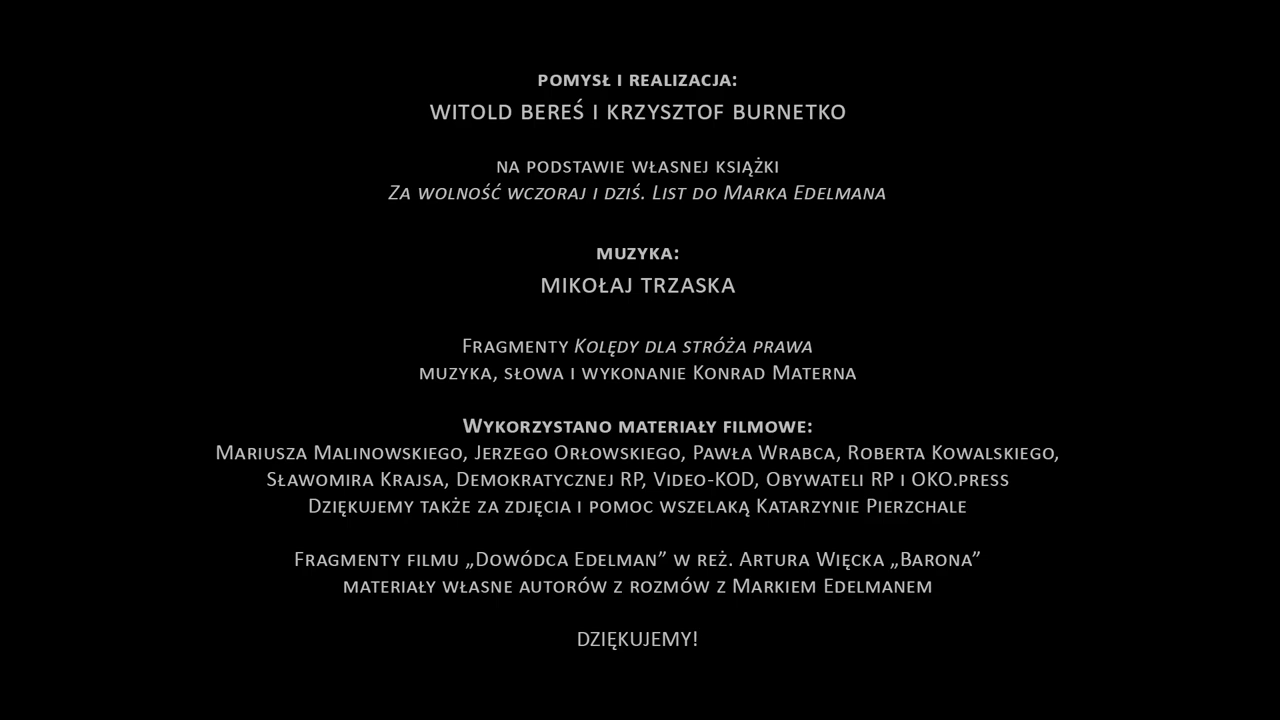 POMYSŁ I REALIZACJA:
WITOLD BEREŚ I KRZYSZTOF BURNETKO
NA PODSTAWIE WŁASNEJ KSIĄŻKI
ZA WOLNOŚĆ WCZORAJ I DZIŚ. LIST DO MARKA EDELMANA
MUZYKA:
MIKOŁAJ TRZASKA
FRAGMENTY KOLĘDY DLA STRÓŻA PRAWA
MUZYKA, SŁOWA I WYKONANIE KONRAD MATERNA
WYKORZYSTANO MATERIAŁY FILMOWE:
MARIUSZA MALINOWSKIEGO, JERZEGO ORŁOWSKIEGO, PAWŁA WRABCA, ROBERTA KOWALSKIEGO,
SŁAWOMIRA KRAJSA, DEMOKRATYCZNEJ RP, VIDEO-KOD, OBYWATELI RP I OKO.PRESS
DZIĘKUJEMY TAKŻE ZA ZDJĘCIA I POMOC WSZELAKĄ KATARZYNIE PIERZCHALE
FRAGMENTY FILMU „DOWÓDCA EDELMAN” W REŻ. ARTURA WIĘCKA „BARONA”
MATERIAŁY WŁASNE AUTORÓW Z ROZMÓW Z MARKIEM EDELMANEM
DZIĘKUJEMY!